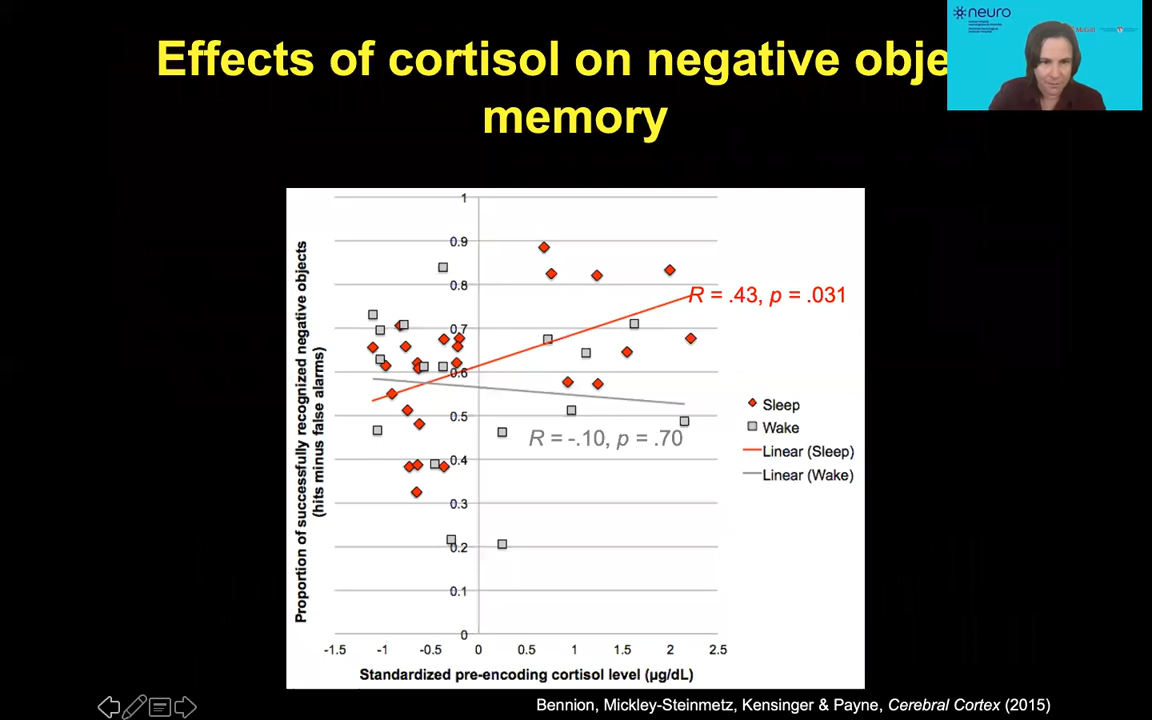 neuro
McGill
Effects of cortisol on negative obje
memory
Proportion of successfully recognized negative objects
(hits minus false alarms)
1
0.9
0.8
0.7
0.6
0.5
0.4
0.3
0.2
0.1
0
-1.5 -1 -0.5 0 0.5 1 1.5 2 2.5
Standardized pre-encoding cortisol level (µg/dL)
R = .43, p = .031
R = -.10, p = .70
Sleep
Wake
Linear (Sleep)
Linear (Wake)
Bennion, Mickley-Steinmetz, Kensinger & Payne, Cerebral Cortex (2015)